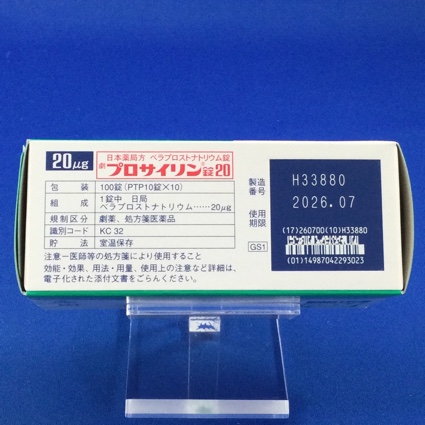 20μg
日本薬局方 ベラプロストナトリウム錠
劇 プロサイリン®錠20
包装 100錠(PTP10錠×10)
組成 1錠中 日局
ベラプロストナトリウム……20μg
規制区分 劇薬、処方箋医薬品
識別コード KC 32
貯法 室温保存
注意－医師等の処方箋により使用すること
効能・効果、用法・用量、使用上の注意など詳細は、
電子化された添付文書をごらんください。
製造番号 H33880
使用期限 2026.07
(17)260700(10)H33880
GS1
(01)14987042293023